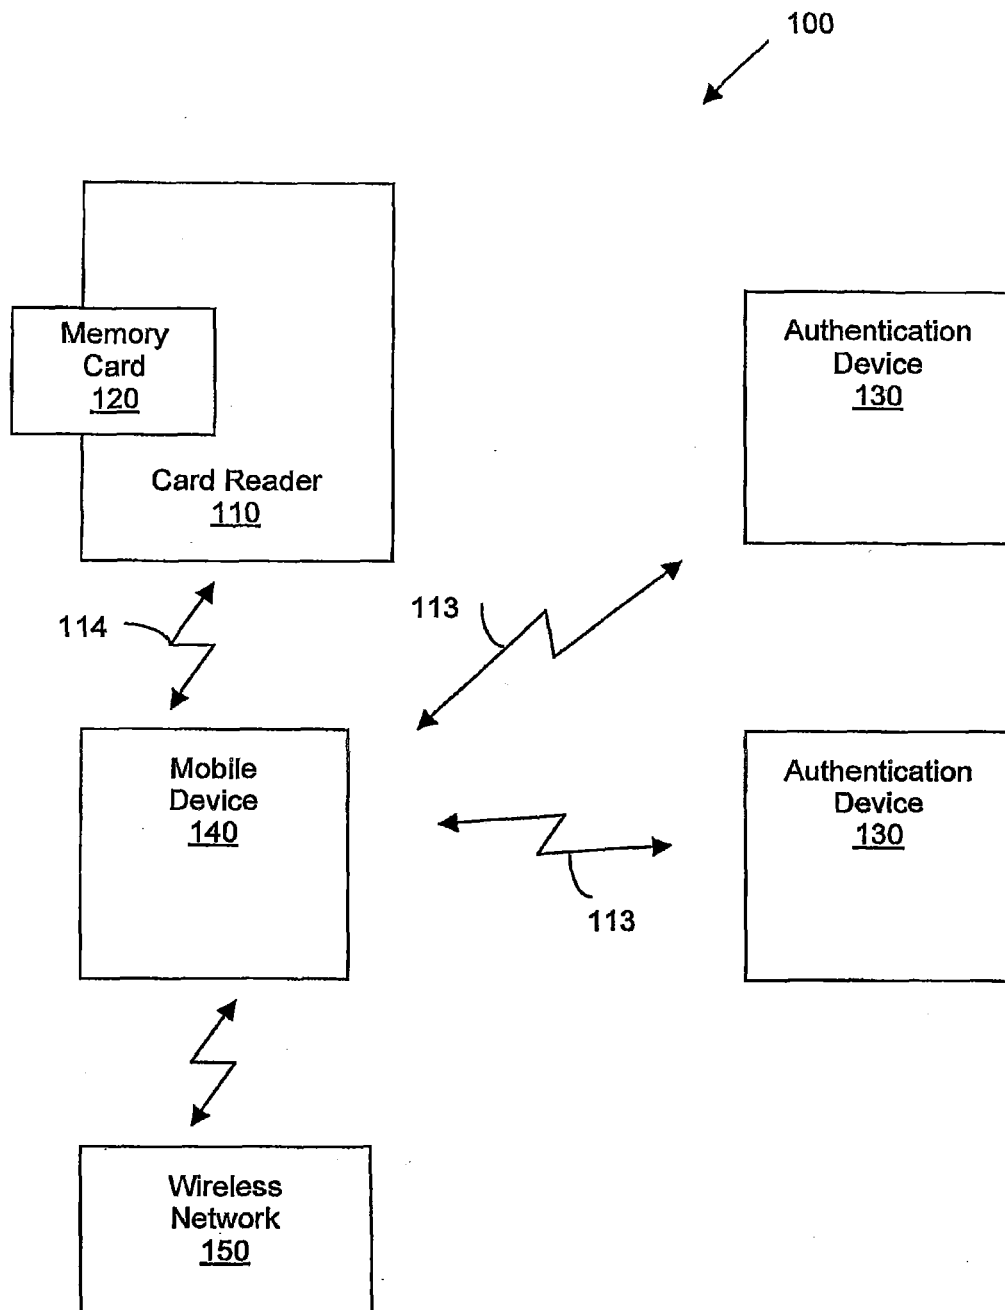 100
Memory
Card
120
Card Reader
110
Authentication
Device
130
114
113
Mobile
Device
140
Authentication
Device
130
113
Wireless
Network
150